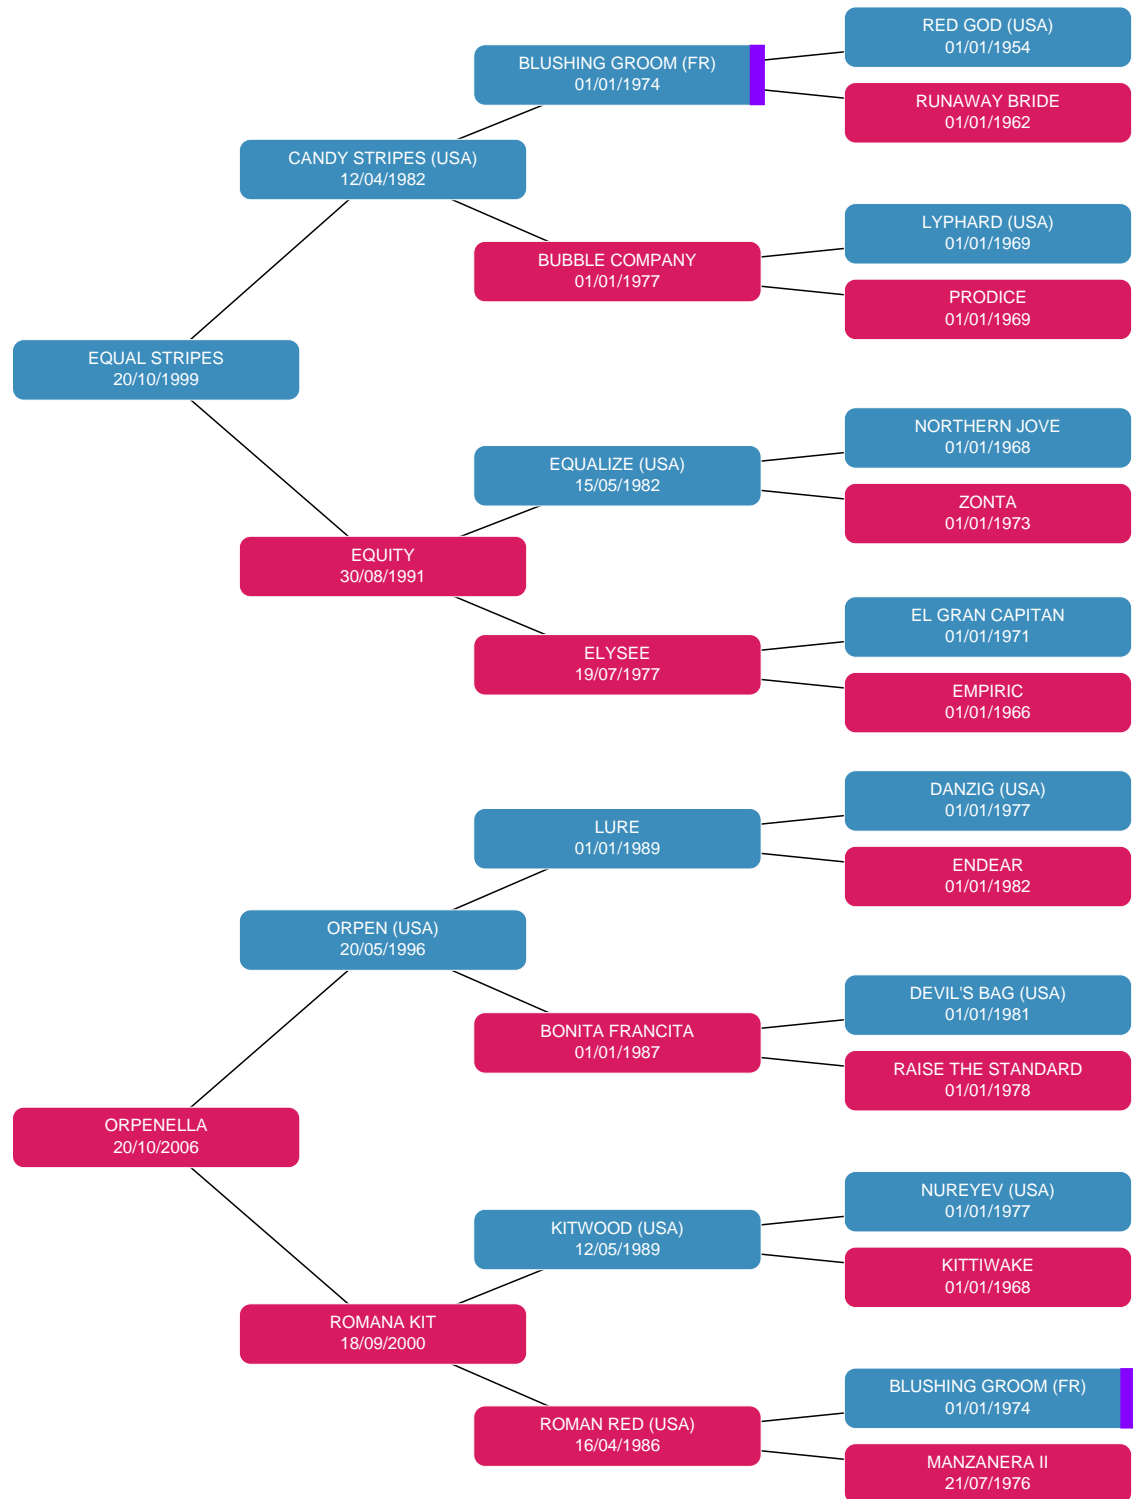 RED GOD (USA)
01/01/1954
BLUSHING GROOM (FR)
01/01/1974
RUNAWAY BRIDE
01/01/1962
CANDY STRIPES (USA)
12/04/1982
LYPHARD (USA)
01/01/1969
BUBBLE COMPANY
01/01/1977
PRODICE
01/01/1969
EQUAL STRIPES
20/10/1999
NORTHERN JOVE
01/01/1968
EQUALIZE (USA)
15/05/1982
ZONTA
01/01/1973
EQUITY
30/08/1991
EL GRAN CAPITAN
01/01/1971
ELYSEE
19/07/1977
EMPIRIC
01/01/1966
DANZIG (USA)
01/01/1977
LURE
01/01/1989
ENDEAR
01/01/1982
ORPEN (USA)
20/05/1996
DEVIL'S BAG (USA)
01/01/1981
BONITA FRANCITA
01/01/1987
RAISE THE STANDARD
01/01/1978
ORPENELLA
20/10/2006
NUREYEV (USA)
01/01/1977
KITWOOD (USA)
12/05/1989
KITTIWAKE
01/01/1968
ROMANA KIT
18/09/2000
BLUSHING GROOM (FR)
01/01/1974
ROMAN RED (USA)
16/04/1986
MANZANERA II
21/07/1976